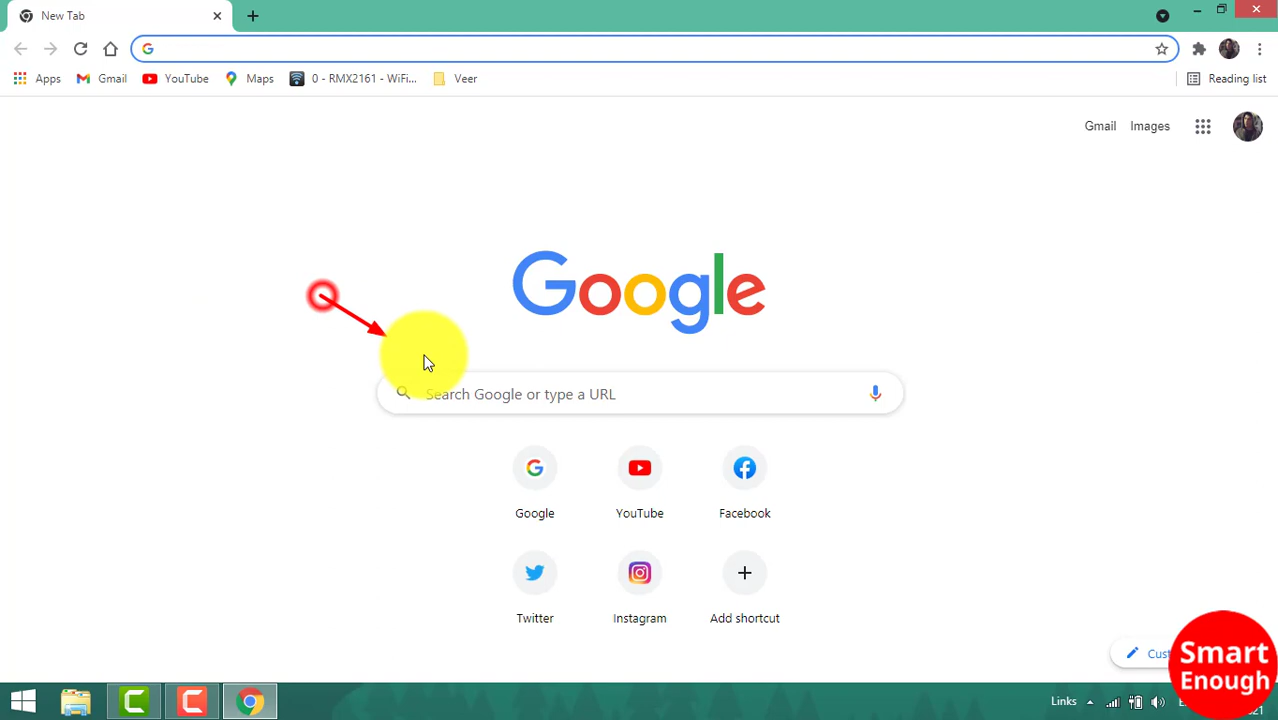 New Tab
Apps
Gmail
YouTube
Maps
0 - RMX2161 - WiFi...
Veer
Reading list
Gmail
Images
Google
Search Google or type a URL
Google
YouTube
Facebook
Twitter
Instagram
Add shortcut
Smart
Enough
Links